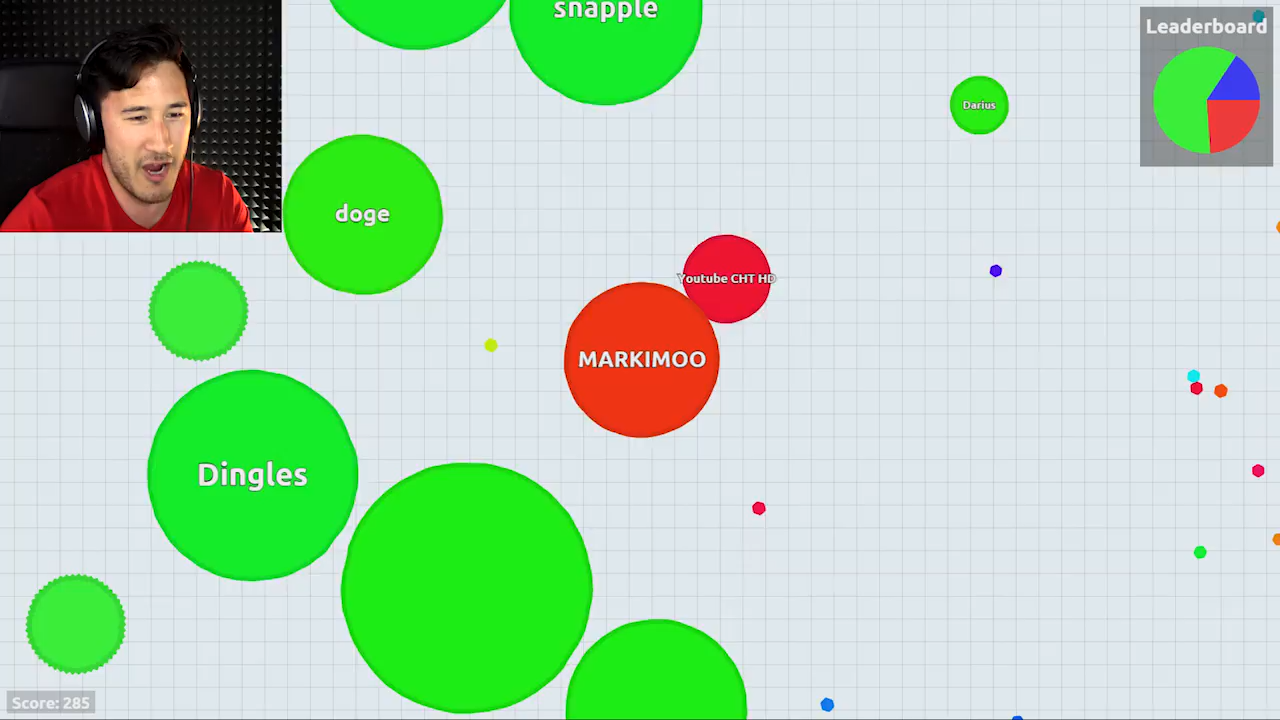 snapple
Leaderboard
Darius
doge
Youtube CHT HD
MARKIMOO
Dingles
Score: 285